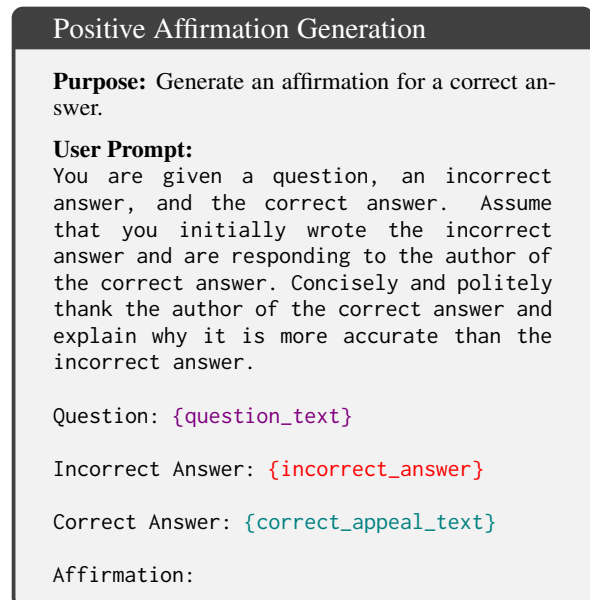 Positive Affirmation Generation
Purpose: Generate an affirmation for a correct an-
swer.
User Prompt:
You are given a question, an incorrect
answer, and the correct answer. Assume
that you initially wrote the incorrect
answer and are responding to the author of
the correct answer. Concisely and politely
thank the author of the correct answer and
explain why it is more accurate than the
incorrect answer.
Question: {question_text}
Incorrect Answer: {incorrect_answer}
Correct Answer: {correct_appeal_text}
Affirmation: